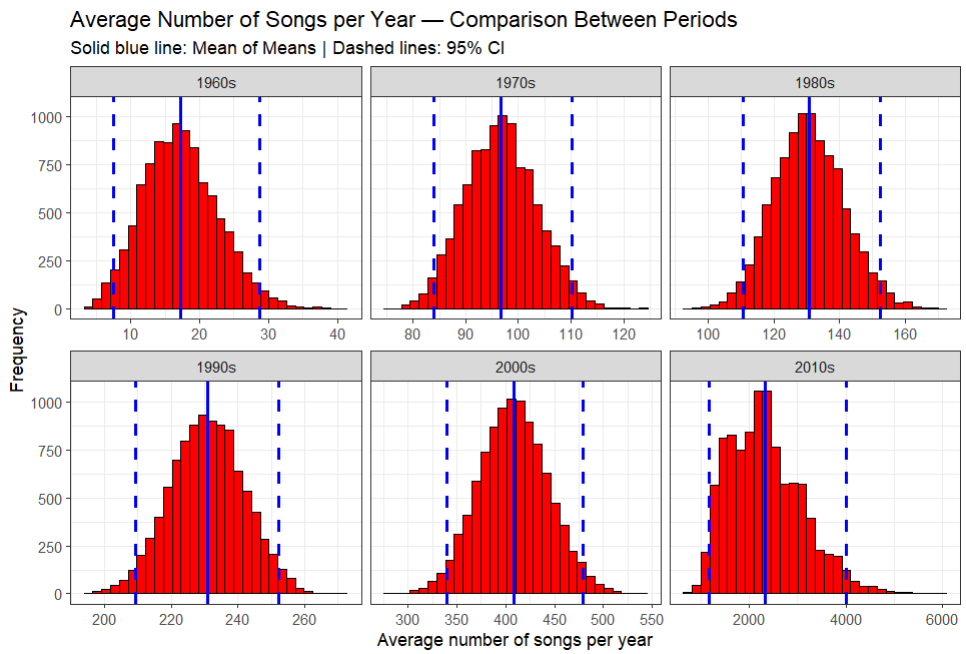 Average Number of Songs per Year — Comparison Between Periods
Solid blue line: Mean of Means | Dashed lines: 95% CI
1960s 1970s 1980s
1000
750
500
250
0
10 20 30 40 80 90 100 110 120 100 120 140 160
Frequency
1990s 2000s 2010s
1000
750
500
250
0
200 220 240 260 300 350 400 450 500 550 2000 4000 6000
Average number of songs per year